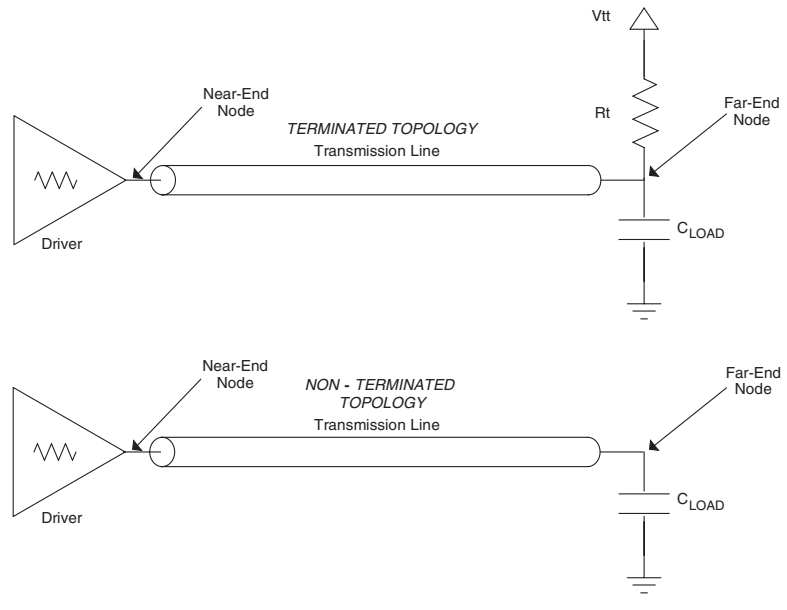 Vtt
Near-End
Node
TERMINATED TOPOLOGY
Transmission Line
Rt
Far-End
Node
Driver
CLOAD
Near-End
Node
NON - TERMINATED
TOPOLOGY
Transmission Line
Far-End
Node
Driver
CLOAD